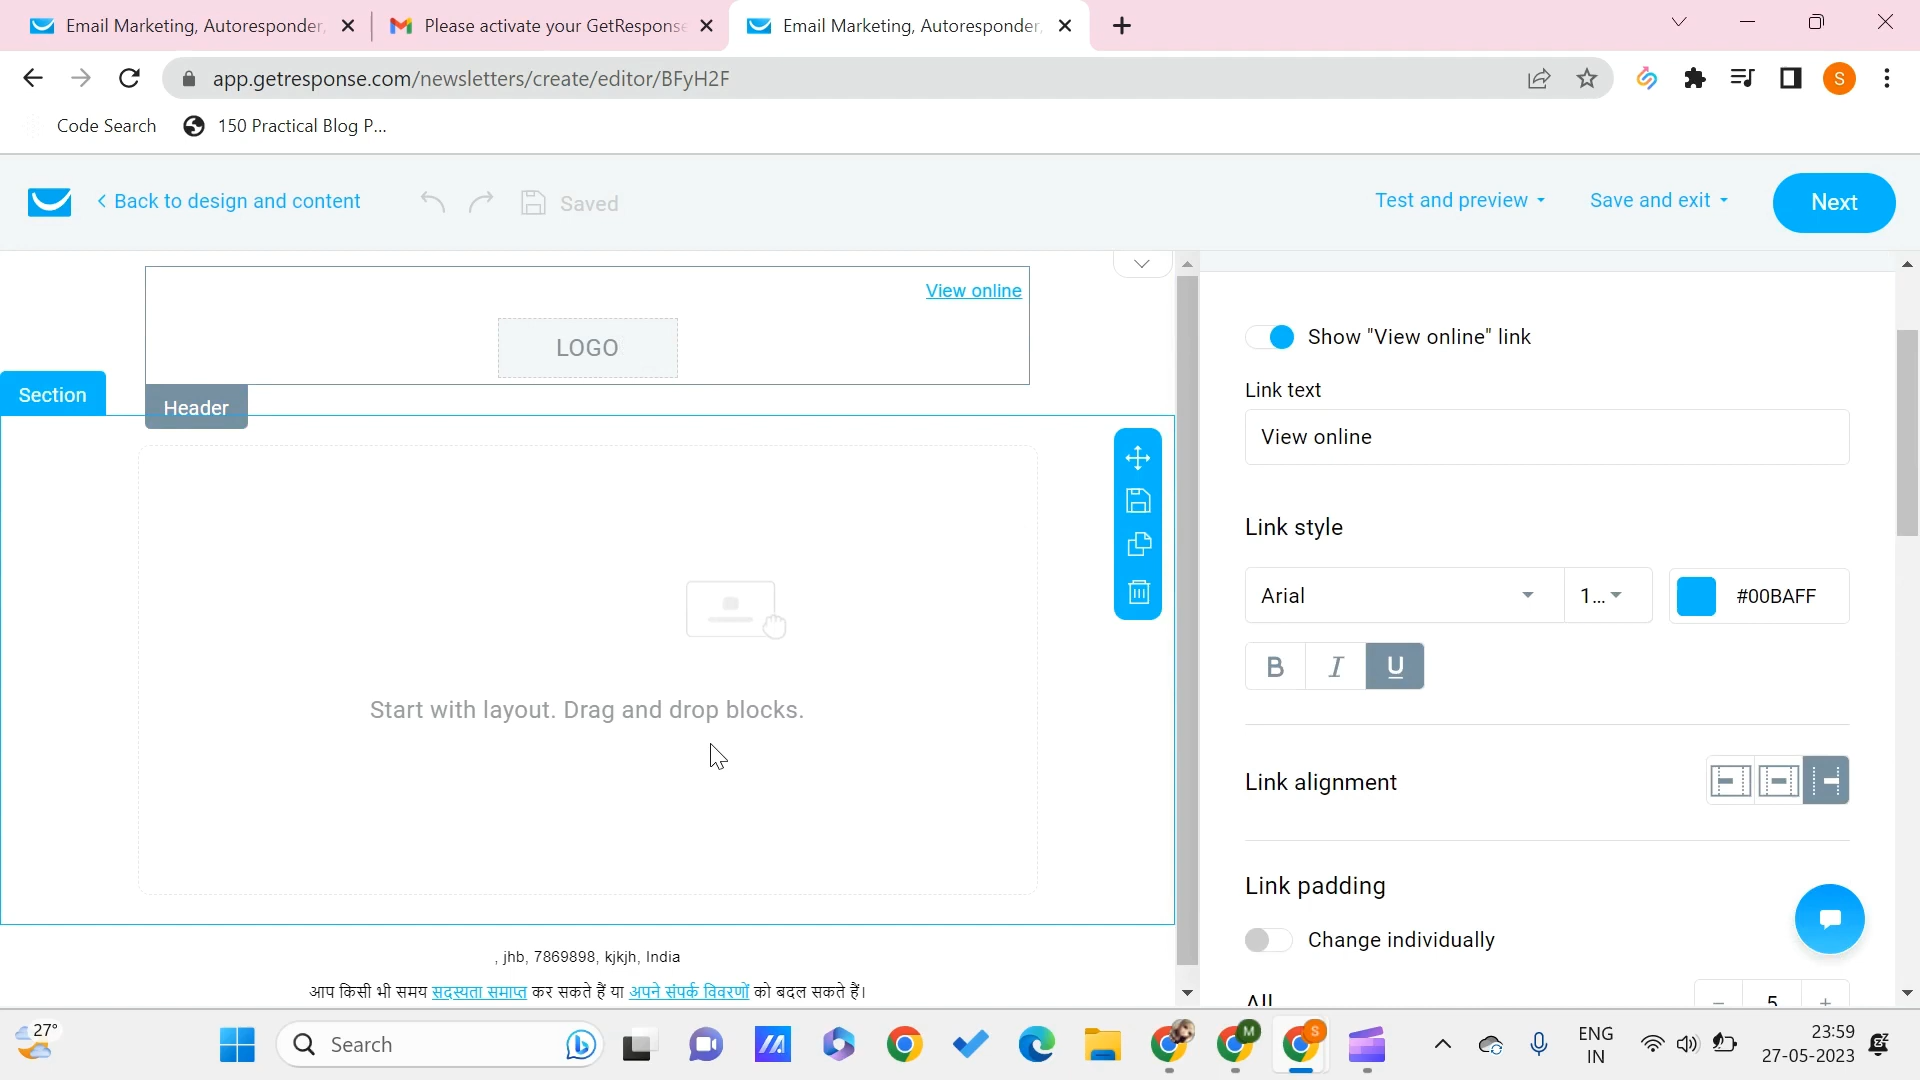 Email Marketing, Autoresponder,
Please activate your GetResponse
Email Marketing, Autoresponder,
app.getresponse.com/newsletters/create/editor/BFyH2F
S
Code Search
150 Practical Blog P...
Back to design and content
Saved
Test and preview
Save and exit
Next
View online
LOGO
Section
Header
Start with layout. Drag and drop blocks.
, jhb, 7869898, kjkjh, India
आप किसी भी समय सदस्यता समाप्त कर सकते हैं या अपने संपर्क विवरणों को बदल सकते हैं।
Show "View online" link
Link text
View online
Link style
Arial
1...
#00BAFF
B I U
Link alignment
Link padding
Change individually
All
5
27°
Search
M
S
ENG
IN
23:59
27-05-2023